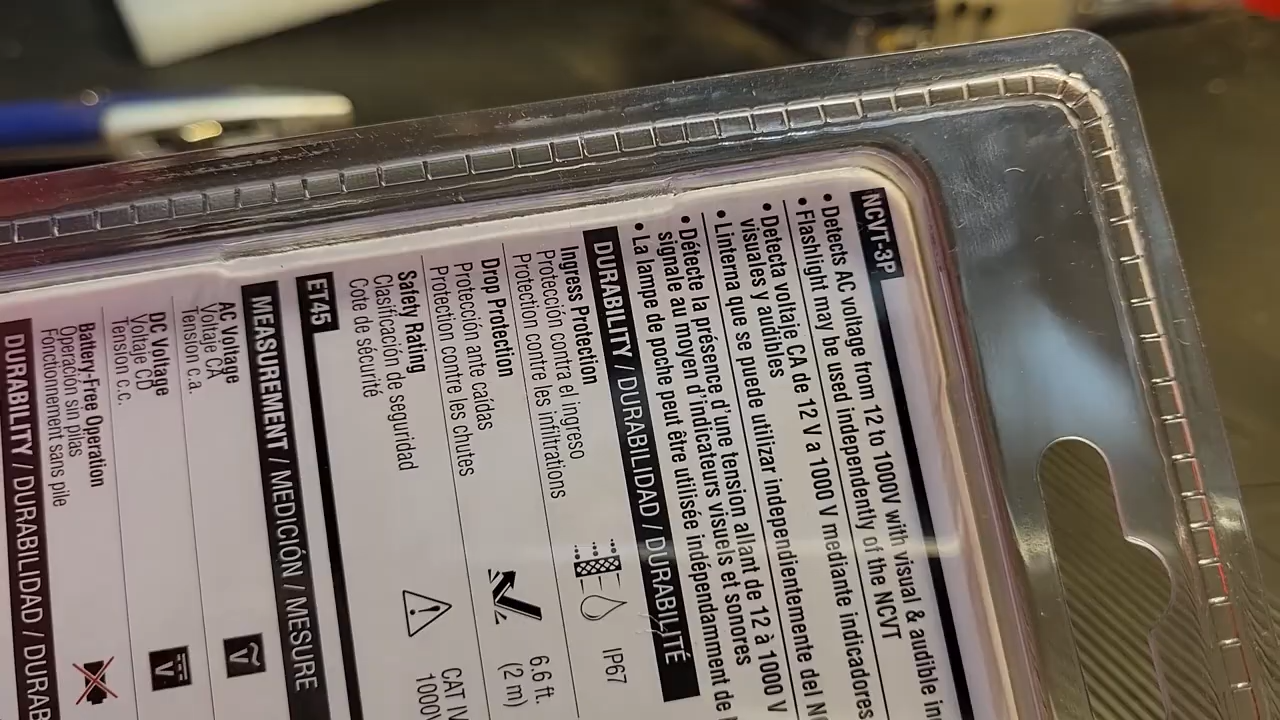 NCVT-3P
• Detects AC voltage from 12 to 1000V with visual & audible
• Flashlight may be used independently of the NCVT
• Detecta voltaje CA de 12 V a 1000 V mediante indicadores
visuales y audibles
• Linterna que se puede utilizar independientemente del
• Détecte la présence d'une tension allant de 12 à 1000 V
signale au moyen d'indicateurs visuels et sonores
• La lampe de poche peut être utilisée indépendamment de
DURABILITY / DURABILIDAD / DURABILITÉ
Ingress Protection
Protección contra el ingreso
Protection contre les infiltrations
IP67
Drop Protection
Protección ante caídas
Protection contre les chutes
6.6 ft.
(2 m)
Safety Rating
Clasificación de seguridad
Cote de sécurité
CAT IV
1000V
ET45
MEASUREMENT / MEDICIÓN / MESURE
AC Voltage
Voltaje CA
Tension c.a.
V
DC Voltage
Voltaje CD
Tension c.c.
V
Battery-Free Operation
Operación sin pilas
Fonctionnement sans pile
DURABILITY / DURABILIDAD / DURAB